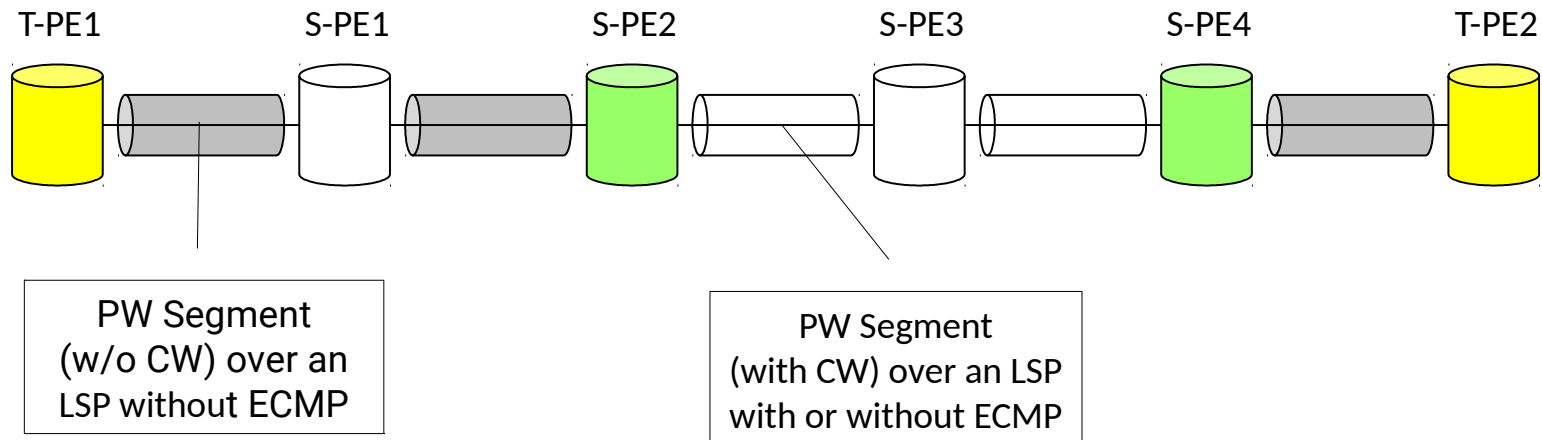 T-PE1 S-PE1 S-PE2 S-PE3 S-PE4 T-PE2
PW Segment
(w/o CW) over an
LSP without ECMP
PW Segment
(with CW) over an LSP
with or without ECMP